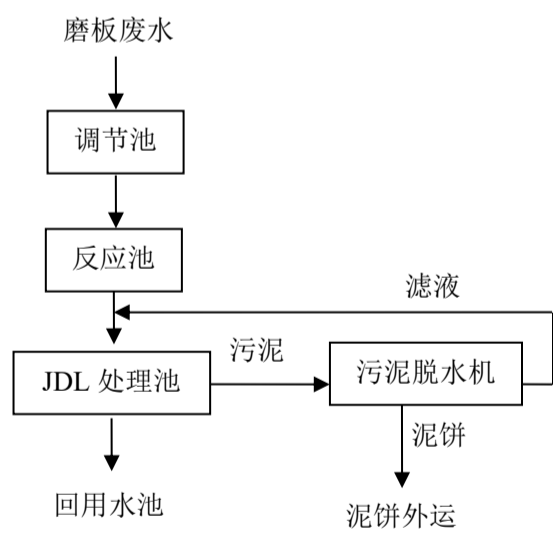 磨板废水
调节池
反应池
滤液
污泥
JDL 处理池
污泥脱水机
泥饼
回用水池
泥饼外运